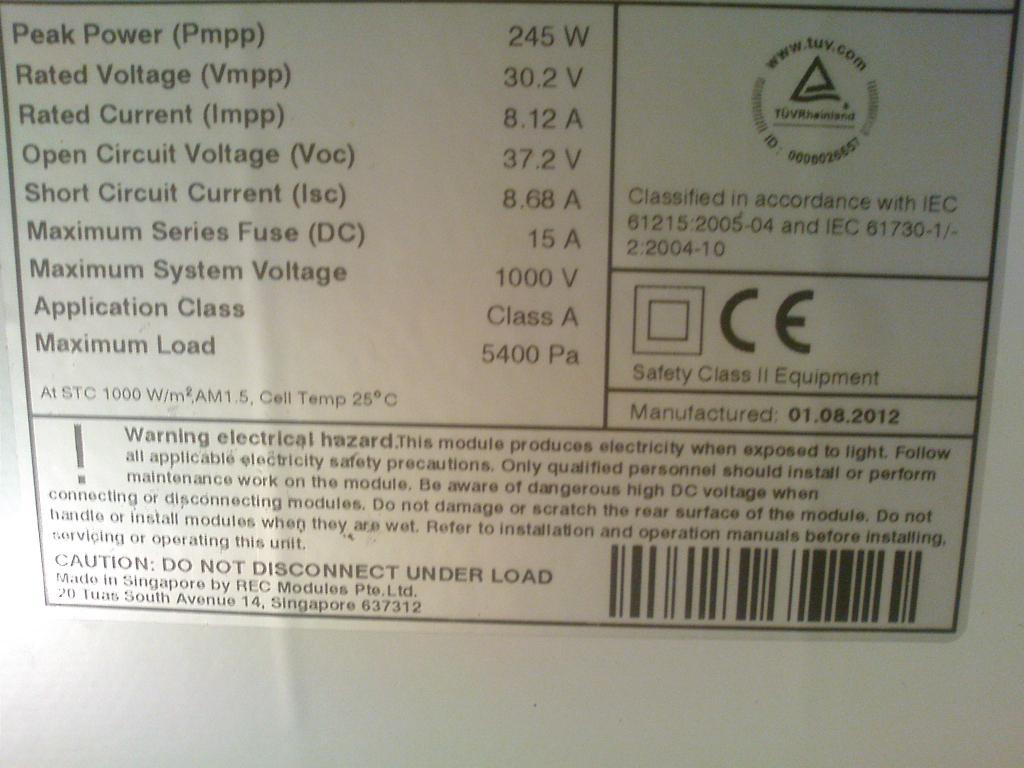 Peak Power (Pmpp) 245 W
Rated Voltage (Vmpp) 30.2 V
Rated Current (Impp) 8.12 A
Open Circuit Voltage (Voc) 37.2 V
Short Circuit Current (Isc) 8.68 A
Maximum Series Fuse (DC) 15 A
Maximum System Voltage 1000 V
Application Class Class A
Maximum Load 5400 Pa
At STC 1000 W/m², AM1.5, Cell Temp 25°C
www.tuv.com
TÜVRheinland
ID: 0000026657
Classified in accordance with IEC
61215:2005-04 and IEC 61730-1/-
2:2004-10
CE
Safety Class II Equipment
Manufactured: 01.08.2012
! Warning electrical hazard.This module produces electricity when exposed to light. Follow
all applicable electricity safety precautions. Only qualified personnel should install or perform
maintenance work on the module. Be aware of dangerous high DC voltage when
connecting or disconnecting modules. Do not damage or scratch the rear surface of the module. Do not
handle or install modules when they are wet. Refer to installation and operation manuals before installing,
servicing or operating this unit.
CAUTION: DO NOT DISCONNECT UNDER LOAD
Made in Singapore by REC Modules Pte.Ltd.
20 Tuas South Avenue 14, Singapore 637312